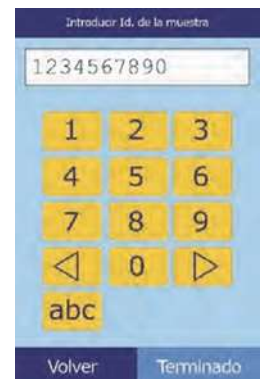 Introducir Id. de la muestra
1234567890
1 2 3
4 5 6
7 8 9
0
abc
Volver Terminado